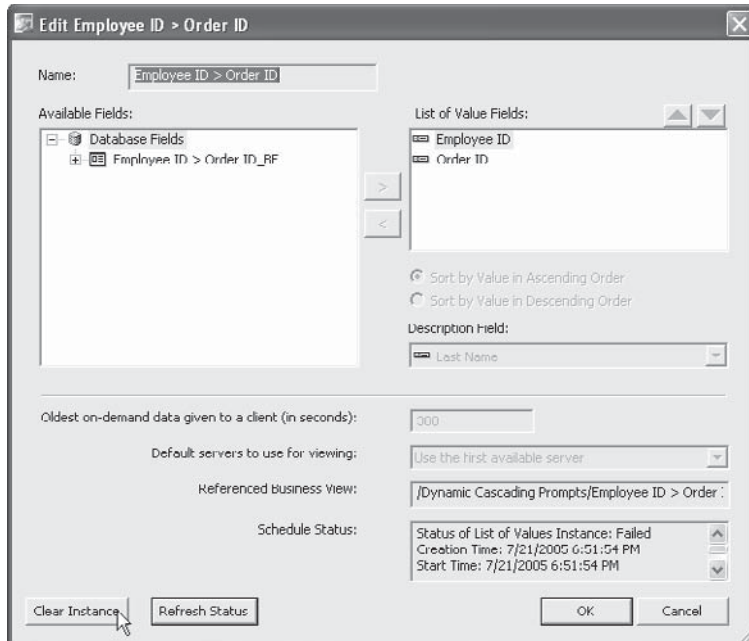 Edit Employee ID > Order ID
Name:
Employee ID > Order ID
Available Fields:
Database Fields
Employee ID > Order ID_BE
List of Value Fields:
Employee ID
Order ID
>
<
Sort by Value in Ascending Order
Sort by Value in Descending Order
Description Field:
Last Name
Oldest on-demand data given to a client (in seconds):
300
Default servers to use for viewing:
Use the first available server
Referenced Business View:
/Dynamic Cascading Prompts/Employee ID > Order
Schedule Status:
Status of List of Values Instance: Failed
Creation Time: 7/21/2005 6:51:54 PM
Start Time: 7/21/2005 6:51:54 PM
Clear Instance
Refresh Status
OK
Cancel